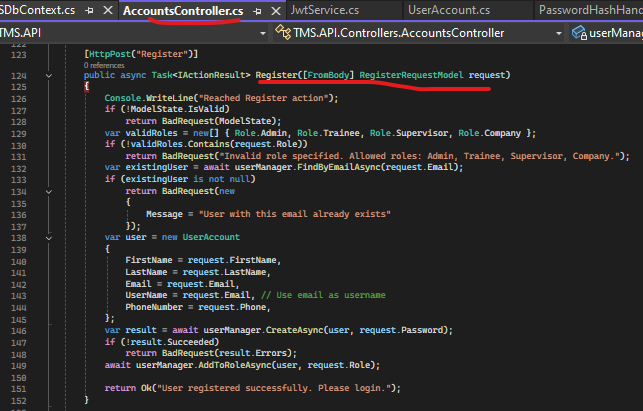 SDbContext.cs AccountsController.cs JwtService.cs UserAccount.cs PasswordHashHand
TMS.API TMS.API.Controllers.AccountsController userManag
123 [HttpPost("Register")]
0 references
124 public async Task<IActionResult> Register([FromBody] RegisterRequestModel request)
125 {
126 Console.WriteLine("Reached Register action");
127 if (!ModelState.IsValid)
128 return BadRequest(ModelState);
129 var validRoles = new[] { Role.Admin, Role.Trainee, Role.Supervisor, Role.Company };
130 if (!validRoles.Contains(request.Role))
131 return BadRequest("Invalid role specified. Allowed roles: Admin, Trainee, Supervisor, Company.");
132 var existingUser = await userManager.FindByEmailAsync(request.Email);
133 if (existingUser is not null)
134 return BadRequest(new
135 {
136 Message = "User with this email already exists"
137 });
138 var user = new UserAccount
139 {
140 FirstName = request.FirstName,
141 LastName = request.LastName,
142 Email = request.Email,
143 UserName = request.Email, // Use email as username
144 PhoneNumber = request.Phone,
145 };
146 var result = await userManager.CreateAsync(user, request.Password);
147 if (!result.Succeeded)
148 return BadRequest(result.Errors);
149 await userManager.AddToRoleAsync(user, request.Role);
150
151 return Ok("User registered successfully. Please login.");
152 }